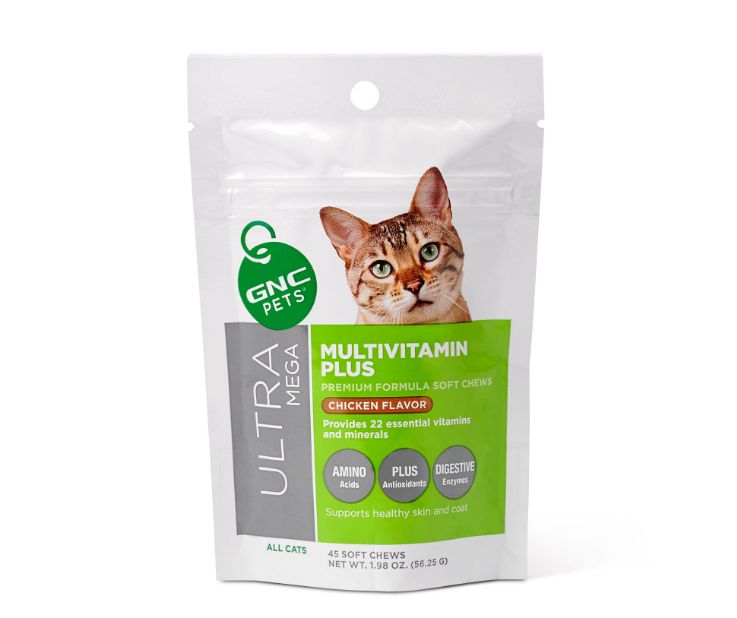 GNC
PETS
ULTRA
MEGA
MULTIVITAMIN
PLUS
PREMIUM FORMULA SOFT CHEWS
CHICKEN FLAVOR
Provides 22 essential vitamins
and minerals
AMINO
Acids
PLUS
Antioxidants
DIGESTIVE
Enzymes
Supports healthy skin and coat
ALL CATS
45 SOFT CHEWS
NET WT. 1.98 OZ. (56.25 G)